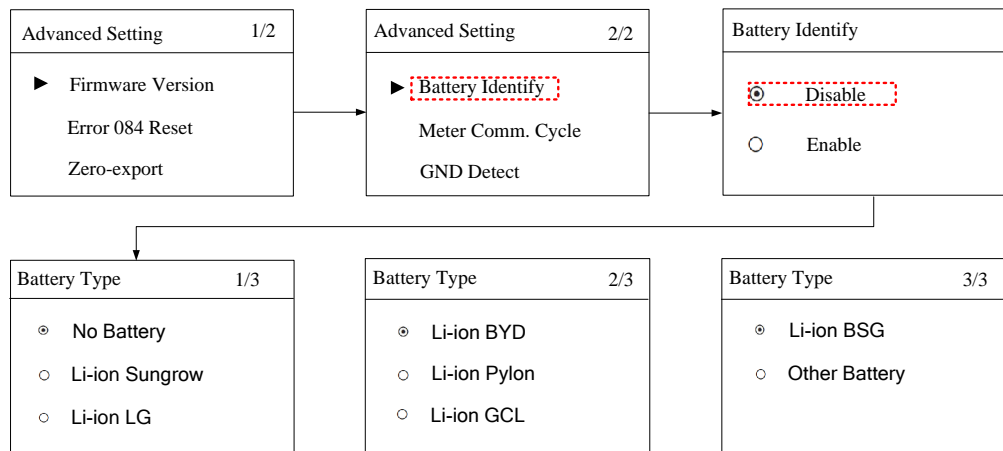 Advanced Setting 1/2
Firmware Version
Error 084 Reset
Zero-export
Advanced Setting 2/2
Battery Identify
Meter Comm. Cycle
GND Detect
Battery Identify
Disable
Enable
Battery Type 1/3
No Battery
Li-ion Sungrow
Li-ion LG
Battery Type 2/3
Li-ion BYD
Li-ion Pylon
Li-ion GCL
Battery Type 3/3
Li-ion BSG
Other Battery